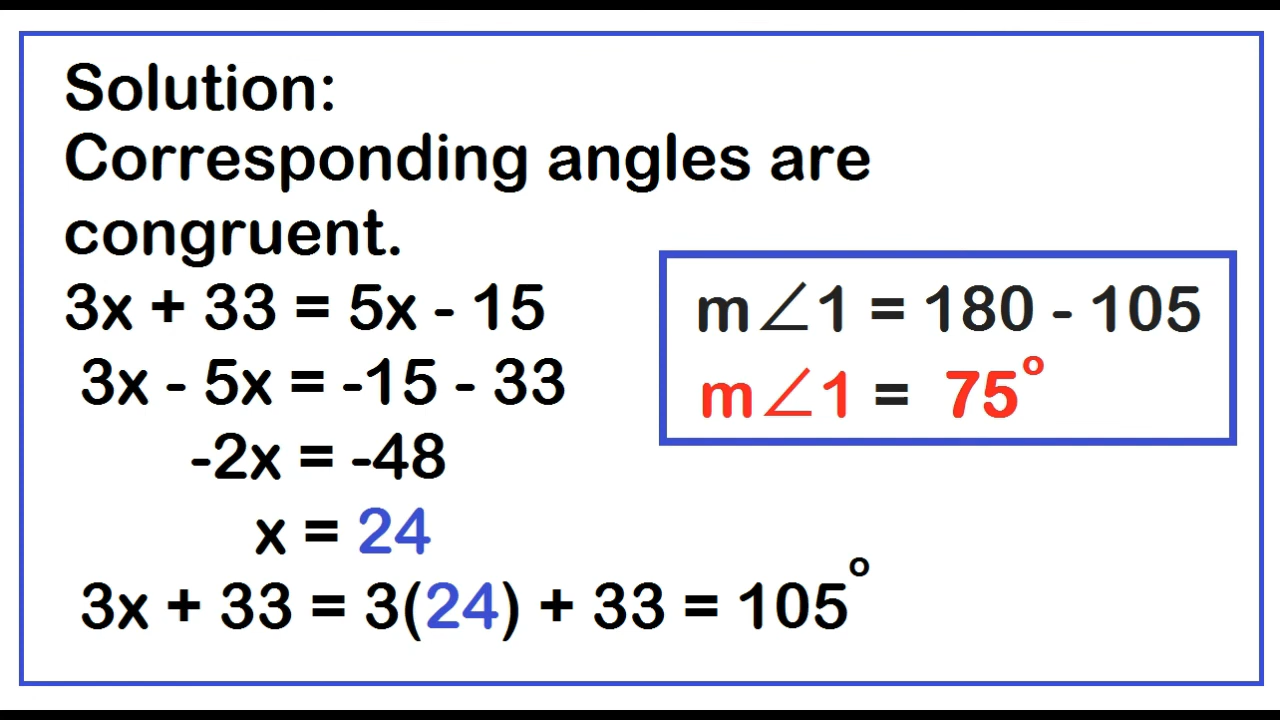 Solution:
Corresponding angles are
congruent.
3x + 33 = 5x - 15
3x - 5x = -15 - 33
-2x = -48
x = 24
3x + 33 = 3(24) + 33 = 105°
m∠1 = 180 - 105
m∠1 = 75°